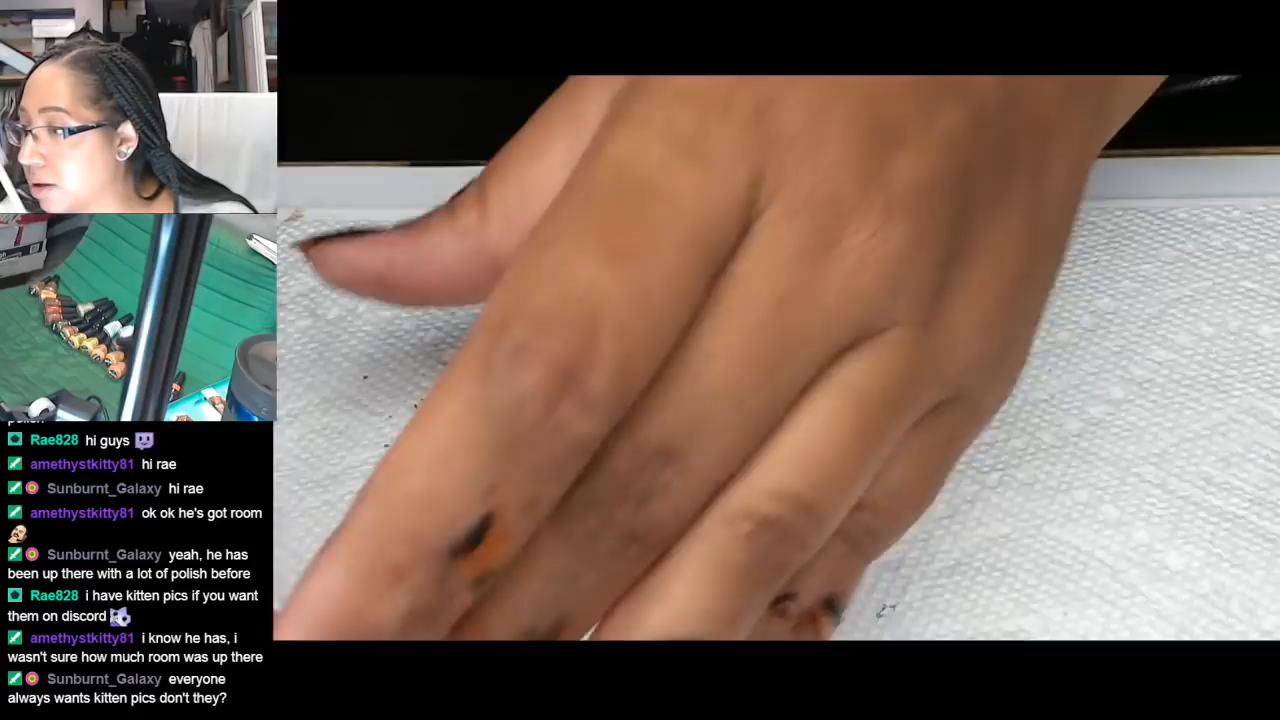 Rae828 hi guys
amethystkitty81 hi rae
Sunburnt_Galaxy hi rae
amethystkitty81 ok ok he's got room
Sunburnt_Galaxy yeah, he has
been up there with a lot of polish before
Rae828 i have kitten pics if you want
them on discord
amethystkitty81 i know he has, i
wasn't sure how much room was up there
Sunburnt_Galaxy everyone
always wants kitten pics don't they?